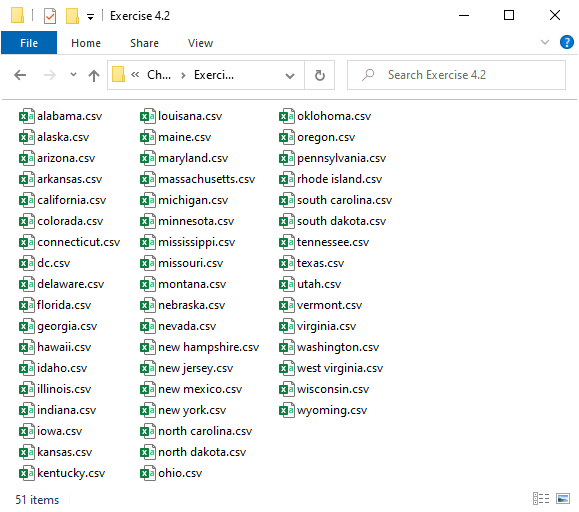 Exercise 4.2
File Home Share View
Ch... Exerci... Search Exercise 4.2
alabama.csv
alaska.csv
arizona.csv
arkansas.csv
california.csv
colorada.csv
connecticut.csv
dc.csv
delaware.csv
florida.csv
georgia.csv
hawaii.csv
idaho.csv
illinois.csv
indiana.csv
iowa.csv
kansas.csv
kentucky.csv
louisana.csv
maine.csv
maryland.csv
massachusetts.csv
michigan.csv
minnesota.csv
mississippi.csv
missouri.csv
montana.csv
nebraska.csv
nevada.csv
new hampshire.csv
new jersey.csv
new mexico.csv
new york.csv
north carolina.csv
north dakota.csv
ohio.csv
oklohoma.csv
oregon.csv
pennsylvania.csv
rhode island.csv
south carolina.csv
south dakota.csv
tennessee.csv
texas.csv
utah.csv
vermont.csv
virginia.csv
washington.csv
west virginia.csv
wisconsin.csv
wyoming.csv
51 items